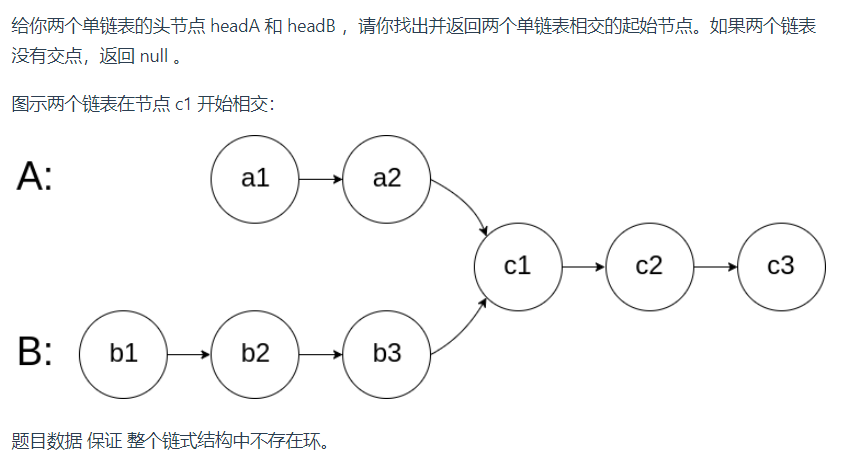 给你两个单链表的头节点 headA 和 headB ，请你找出并返回两个单链表相交的起始节点。如果两个链表
没有交点，返回 null 。
图示两个链表在节点 c1 开始相交：
A:
a1
a2
c1
c2
c3
B:
b1
b2
b3
题目数据 保证 整个链式结构中不存在环。